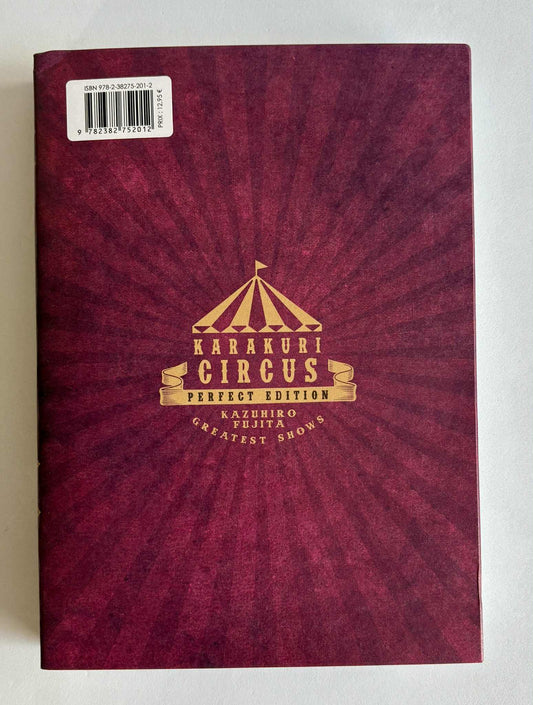 ISBN 978-2-38275-201-2
9 782382 752012
PRIX : 12,95 €
KARAKURI
CIRCUS
PERFECT EDITION
KAZUHIRO
FUJITA
GREATEST SHOWS